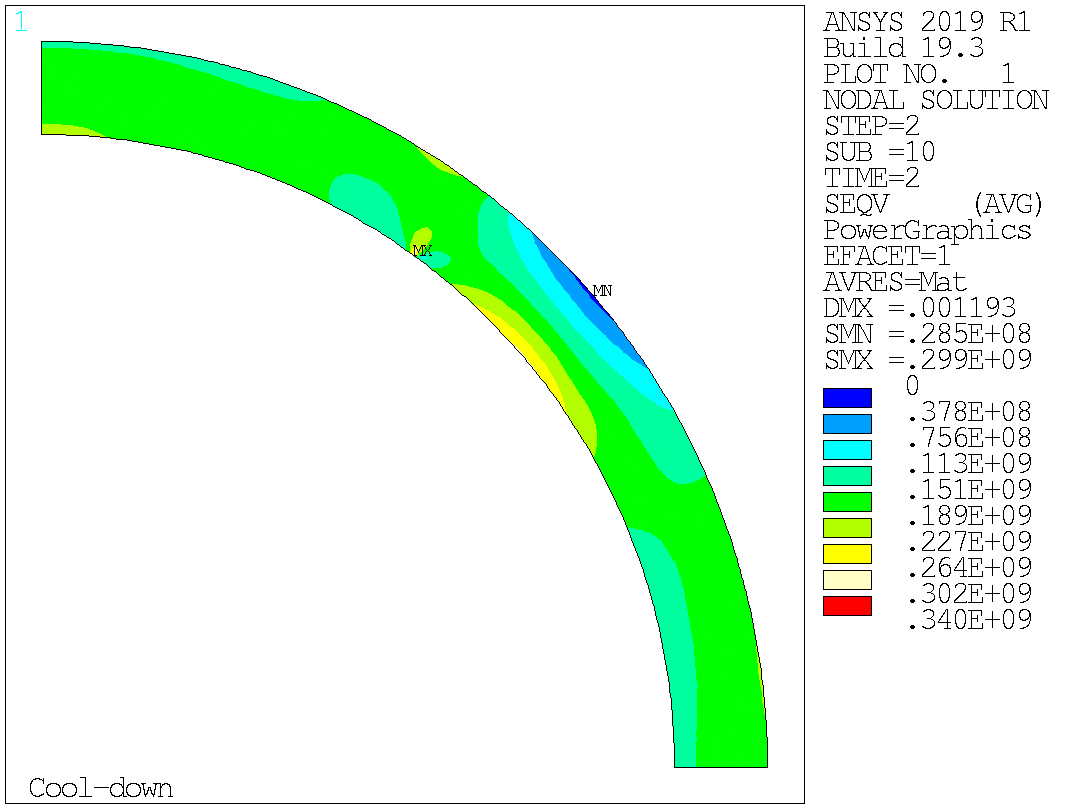 1
ANSYS 2019 R1
Build 19.3
PLOT NO. 1
NODAL SOLUTION
STEP=2
SUB =10
TIME=2
SEQV (AVG)
PowerGraphics
EFACET=1
AVRES=Mat
DMX =.001193
SMN =.285E+08
SMX =.299E+09
0
.378E+08
.756E+08
.113E+09
.151E+09
.189E+09
.227E+09
.264E+09
.302E+09
.340E+09
MX
MN
Cool-down